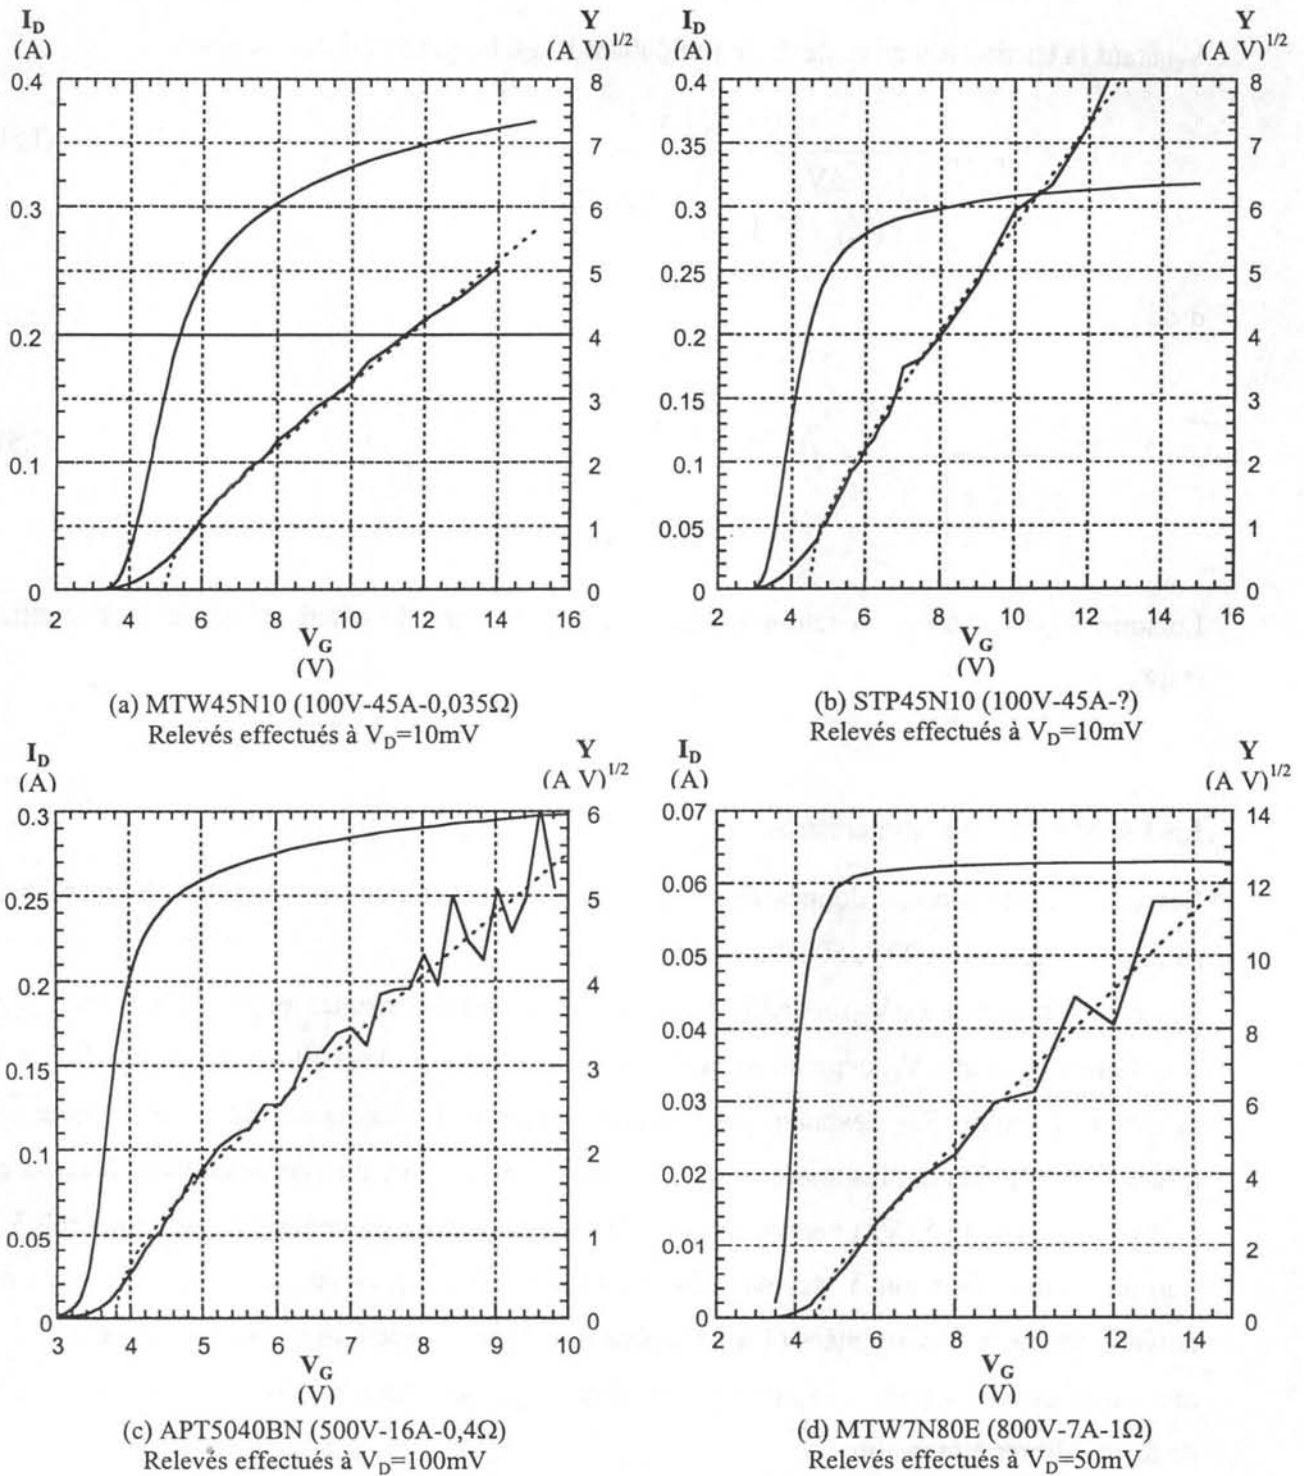 I_D Y I_D Y
(A) (A V)^1/2 (A) (A V)^1/2
0.4 8 0.4 8
7 0.35 7
0.3 6 0.3 6
5 0.25 5
0.2 4 0.2 4
3 0.15 3
0.1 2 0.1 2
1 0.05 1
0 0 0 0
2 4 6 8 10 12 14 16 2 4 6 8 10 12 14 16
V_G V_G
(V) (V)
(a) MTW45N10 (100V-45A-0,035Ω) (b) STP45N10 (100V-45A-?)
Relevés effectués à V_D=10mV Relevés effectués à V_D=10mV
I_D Y I_D Y
(A) (A V)^1/2 (A) (A V)^1/2
0.3 6 0.07 14
0.25 5 0.06 12
0.2 4 0.05 10
0.15 3 0.04 8
0.1 2 0.03 6
0.05 1 0.02 4
0 0 0.01 2
0 0
3 4 5 6 7 8 9 10 2 4 6 8 10 12 14
V_G V_G
(V) (V)
(c) APT5040BN (500V-16A-0,4Ω) (d) MTW7N80E (800V-7A-1Ω)
Relevés effectués à V_D=100mV Relevés effectués à V_D=50mV